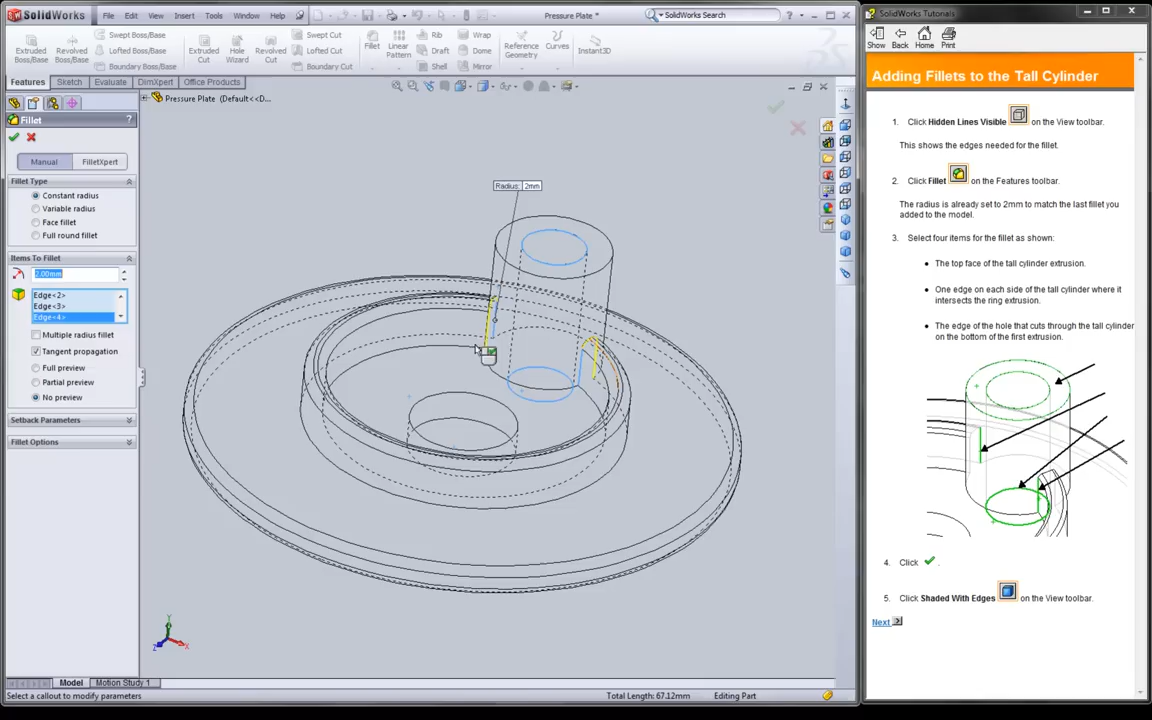 SolidWorks File Edit View Insert Tools Window Help Pressure Plate * SolidWorks Search
Extruded Boss/Base Revolved Boss/Base Swept Boss/Base Lofted Boss/Base Boundary Boss/Base Extruded Cut Hole Wizard Revolved Cut Swept Cut Lofted Cut Boundary Cut Fillet Linear Pattern Rib Draft Shell Wrap Dome Mirror Reference Geometry Curves Instant3D
Features Sketch Evaluate DimXpert Office Products
Pressure Plate (Default<<D...
Fillet ?
Manual FilletXpert
Fillet Type
Constant radius
Variable radius
Face fillet
Full round fillet
Items To Fillet
2.00mm
Edge<2>
Edge<3>
Edge<4>
Multiple radius fillet
Tangent propagation
Full preview
Partial preview
No preview
Setback Parameters
Fillet Options
Radius: 2mm
Y
X
Z
Model Motion Study 1
Select a callout to modify parameters Total Length: 67.12mm Editing Part
SolidWorks Tutorials
Show Back Home Print
Adding Fillets to the Tall Cylinder
1. Click Hidden Lines Visible on the View toolbar.
This shows the edges needed for the fillet.
2. Click Fillet on the Features toolbar.
The radius is already set to 2mm to match the last fillet you
added to the model.
3. Select four items for the fillet as shown:
• The top face of the tall cylinder extrusion.
• One edge on each side of the tall cylinder where it
intersects the ring extrusion.
• The edge of the hole that cuts through the tall cylinder
on the bottom of the first extrusion.
4. Click .
5. Click Shaded With Edges on the View toolbar.
Next